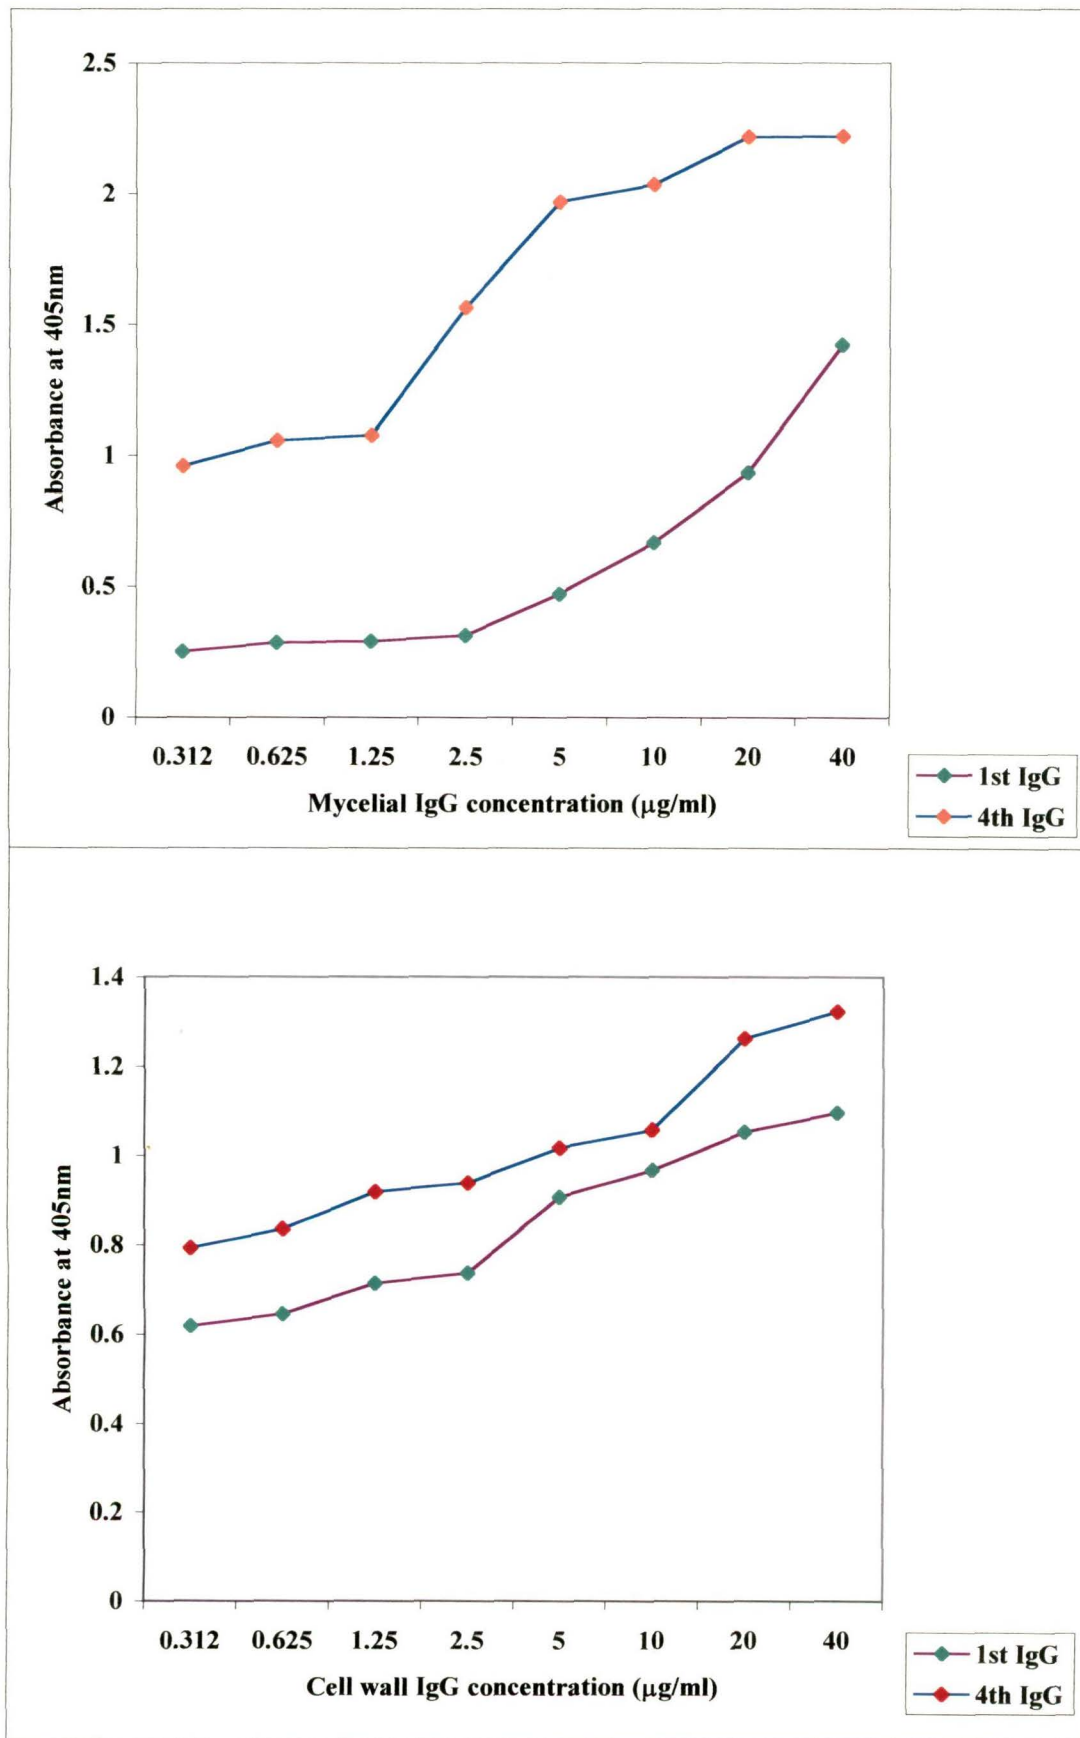 2.5
2
1.5
1
0.5
0
Absorbance at 405nm
0.312 0.625 1.25 2.5 5 10 20 40
Mycelial IgG concentration (µg/ml)
1st IgG
4th IgG
1.4
1.2
1
0.8
0.6
0.4
0.2
0
Absorbance at 405nm
0.312 0.625 1.25 2.5 5 10 20 40
Cell wall IgG concentration (µg/ml)
1st IgG
4th IgG